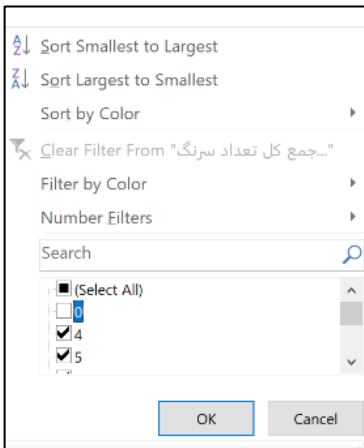 Sort Smallest to Largest
Sort Largest to Smallest
Sort by Color
Clear Filter From "جمع کل تعداد سرنگ..."
Filter by Color
Number Filters
Search
(Select All)
0
4
5
OK
Cancel